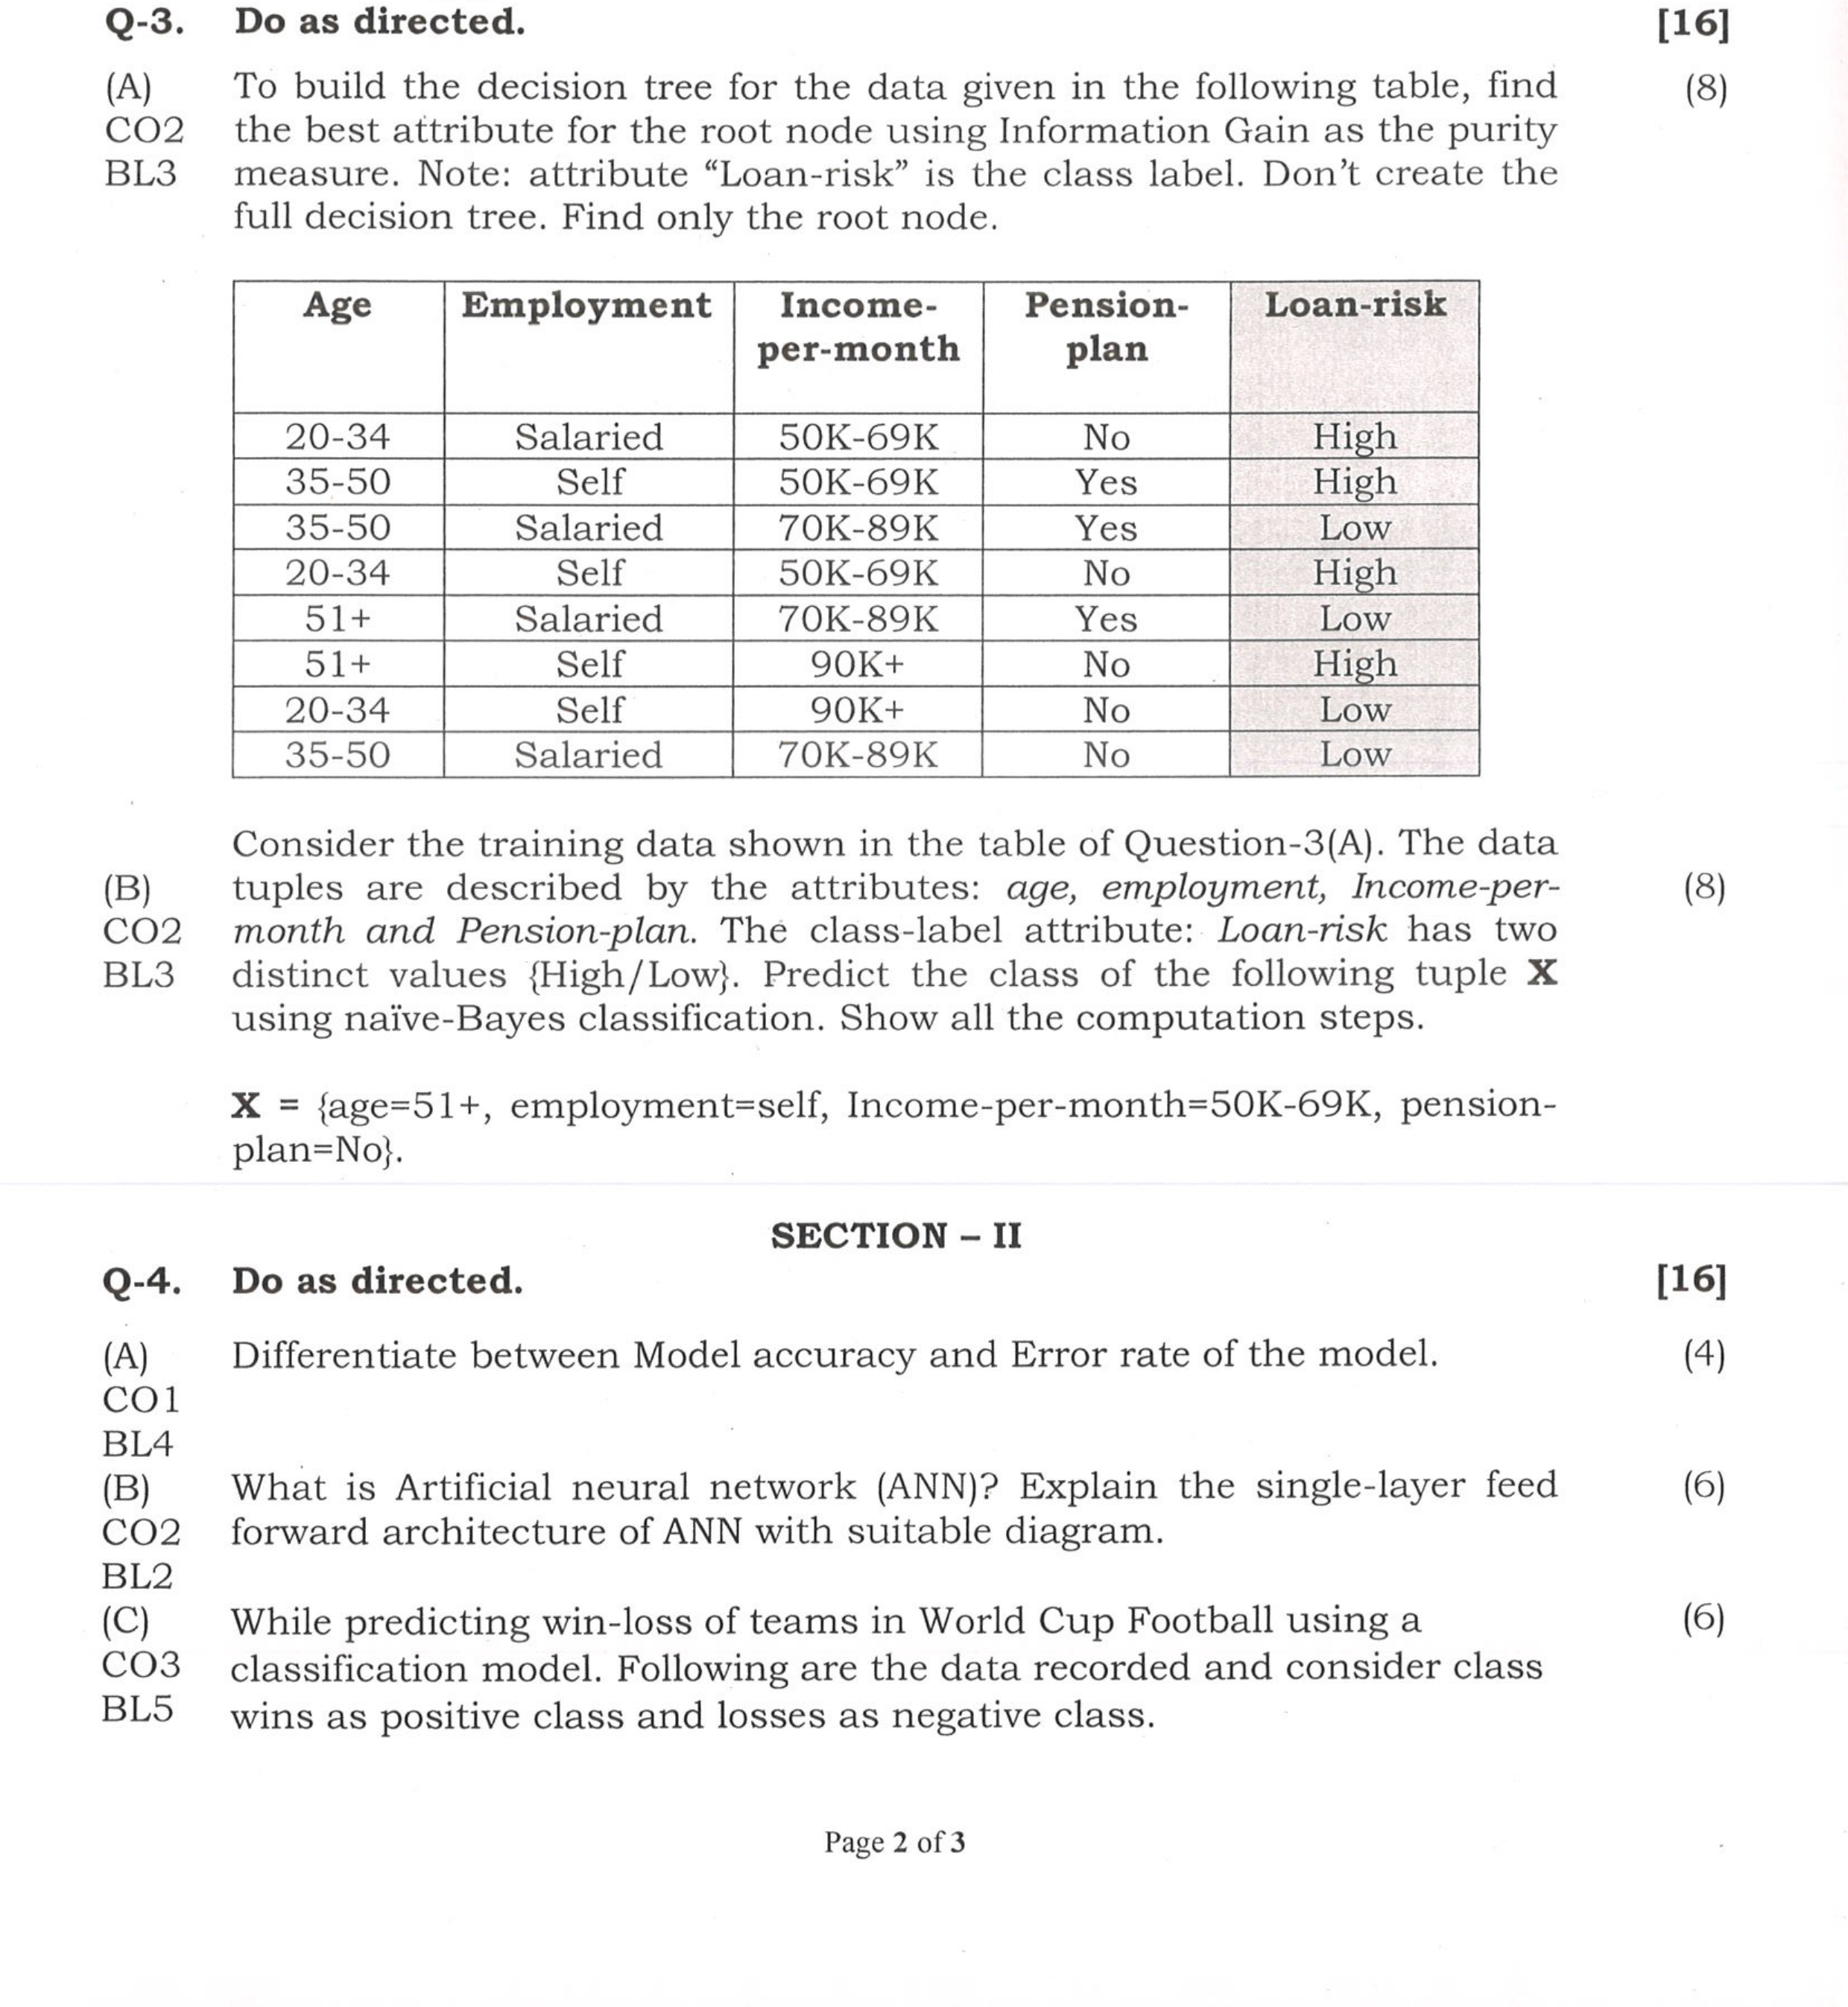 Q-3. Do as directed. [16]
(A) To build the decision tree for the data given in the following table, find (8)
CO2 the best attribute for the root node using Information Gain as the purity
BL3 measure. Note: attribute “Loan-risk” is the class label. Don’t create the
full decision tree. Find only the root node.
Age Employment Income- Pension- Loan-risk
per-month plan
20-34 Salaried 50K-69K No High
35-50 Self 50K-69K Yes High
35-50 Salaried 70K-89K Yes Low
20-34 Self 50K-69K No High
51+ Salaried 70K-89K Yes Low
51+ Self 90K+ No High
20-34 Self 90K+ No Low
35-50 Salaried 70K-89K No Low
Consider the training data shown in the table of Question-3(A). The data
(B) tuples are described by the attributes: age, employment, Income-per- (8)
CO2 month and Pension-plan. The class-label attribute: Loan-risk has two
BL3 distinct values {High/Low}. Predict the class of the following tuple X
using naïve-Bayes classification. Show all the computation steps.
X = {age=51+, employment=self, Income-per-month=50K-69K, pension-
plan=No}.
SECTION – II
Q-4. Do as directed. [16]
(A) Differentiate between Model accuracy and Error rate of the model. (4)
CO1
BL4
(B) What is Artificial neural network (ANN)? Explain the single-layer feed (6)
CO2 forward architecture of ANN with suitable diagram.
BL2
(C) While predicting win-loss of teams in World Cup Football using a (6)
CO3 classification model. Following are the data recorded and consider class
BL5 wins as positive class and losses as negative class.
Page 2 of 3